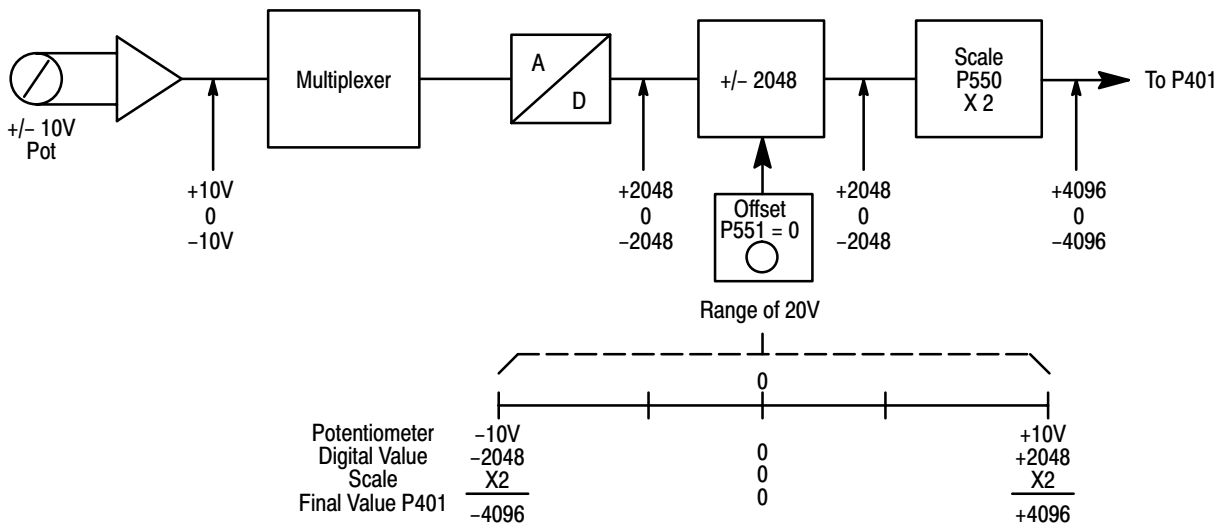 +/– 10V
Pot
+10V
0
–10V
Multiplexer
A
D
+2048
0
–2048
+/– 2048
Offset
P551 = 0
+2048
0
–2048
Scale
P550
X 2
+4096
0
–4096
To P401
Range of 20V
0
Potentiometer –10V +10V
Digital Value –2048 0 +2048
Scale X2 0 X2
Final Value P401 –4096 0 +4096